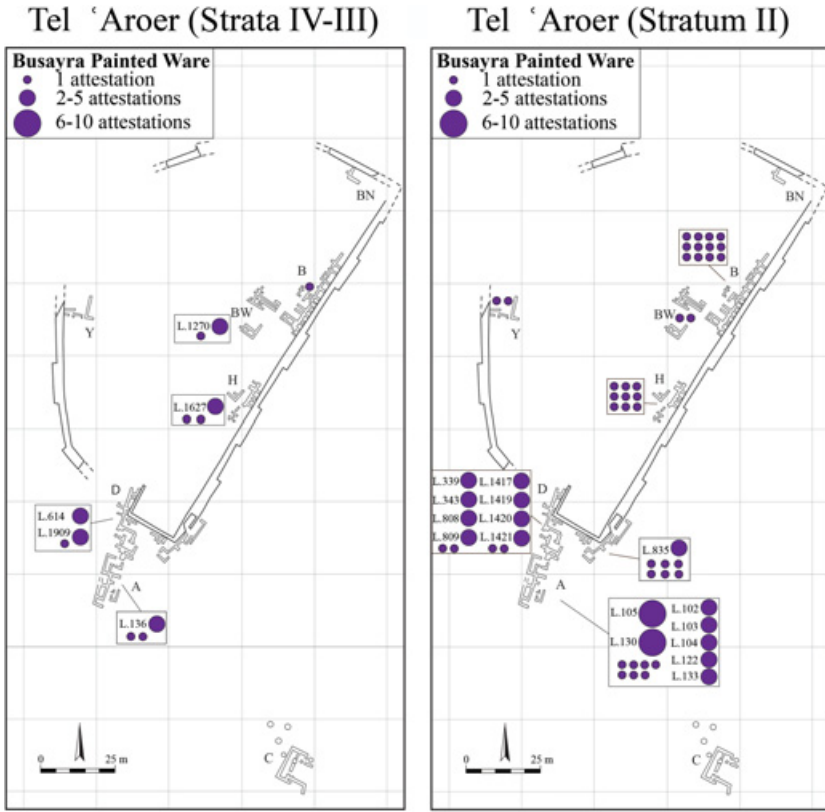 Tel ʿAroer (Strata IV-III)
Busayra Painted Ware
1 attestation
2-5 attestations
6-10 attestations
BN
B
BW
L.1270
Y
H
L.1627
D
L.614
L.1909
A
L.136
C
0 25 m
Tel ʿAroer (Stratum II)
Busayra Painted Ware
1 attestation
2-5 attestations
6-10 attestations
BN
B
BW
Y
H
L.339 L.1417
L.343 L.1419
L.808 L.1420
L.809 L.1421
D
L.835
A
L.105 L.102
L.103
L.130 L.104
L.122
L.133
C
0 25 m